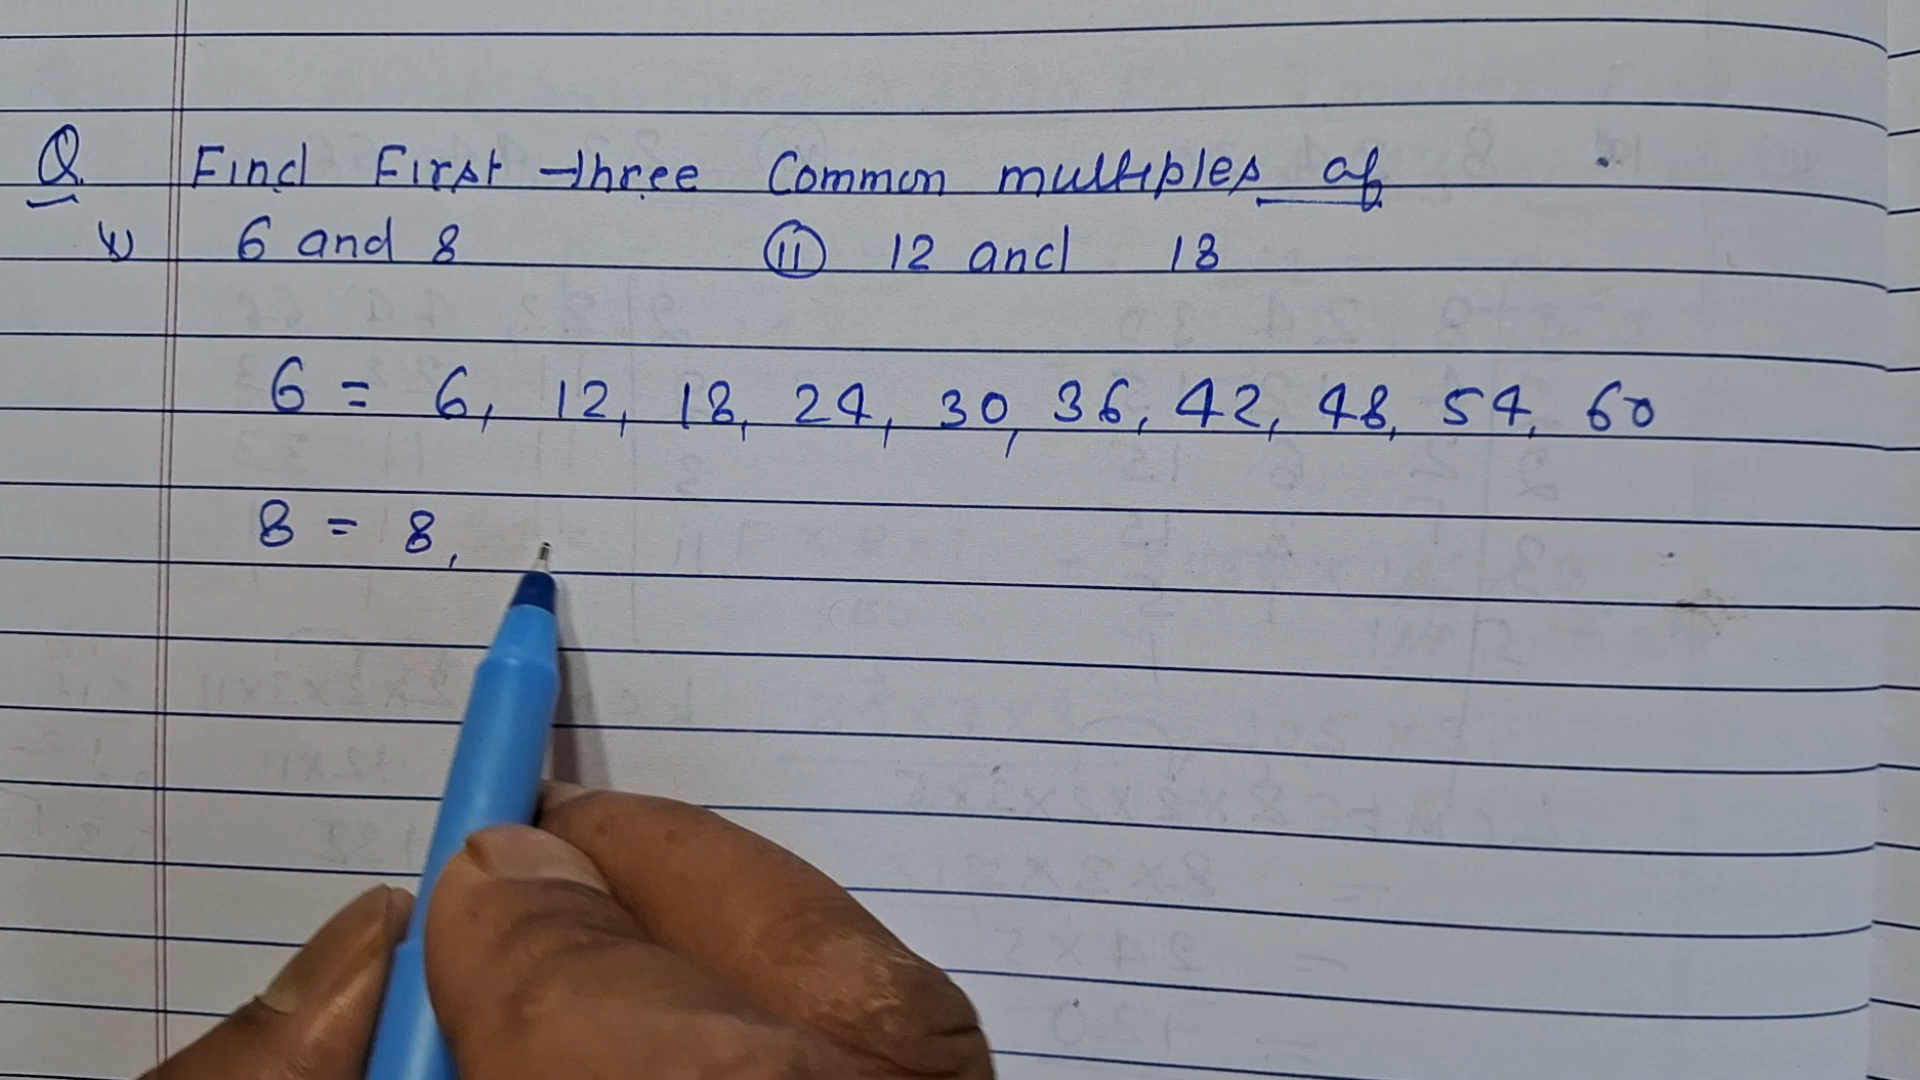 Q Find First three Common multiples of
(i) 6 and 8 (ii) 12 and 18
6 = 6, 12, 18, 24, 30, 36, 42, 48, 54, 60
8 = 8,